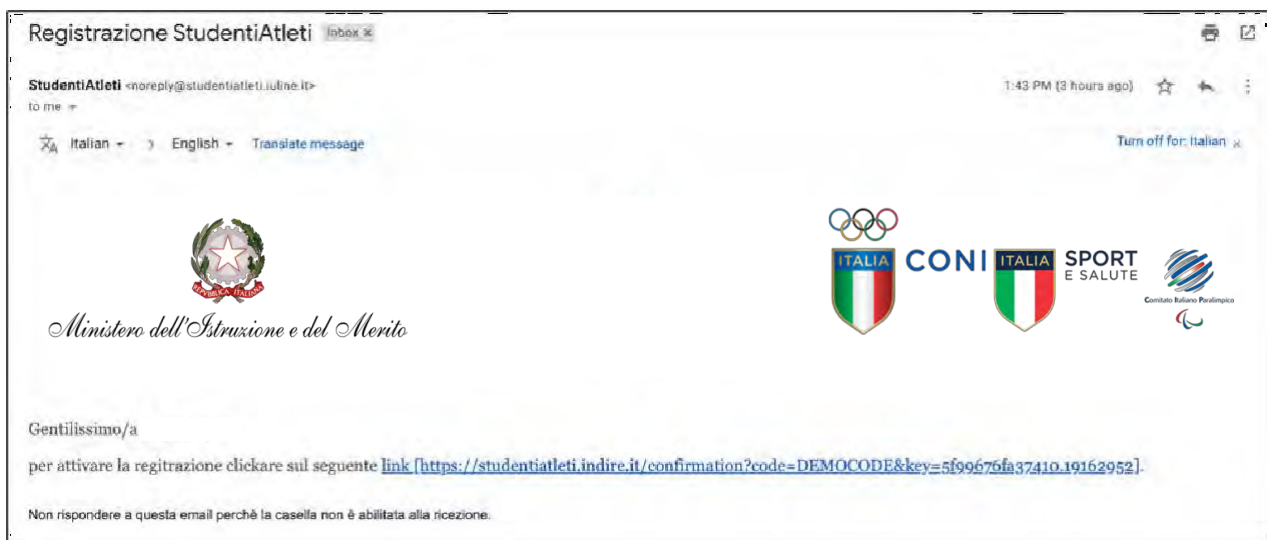 Registrazione StudentiAtleti Inbox x
StudentiAtleti <noreply@studentiatleti.iuline.it>
1:43 PM (3 hours ago)
to me
Italian > English Translate message
Turn off for: Italian x
ITALIA CONI ITALIA SPORT
E SALUTE
REPVBBLICA ITALIANA
Comitato Italiano Paralimpico
Ministero dell'Istruzione e del Merito
Gentilissimo/a
per attivare la regitrazione clickare sul seguente link [https://studentiatleti.indire.it/confirmation?code=DEMOCODE&key=5f99676fa37410.19162952].
Non rispondere a questa email perchè la casella non è abilitata alla ricezione.